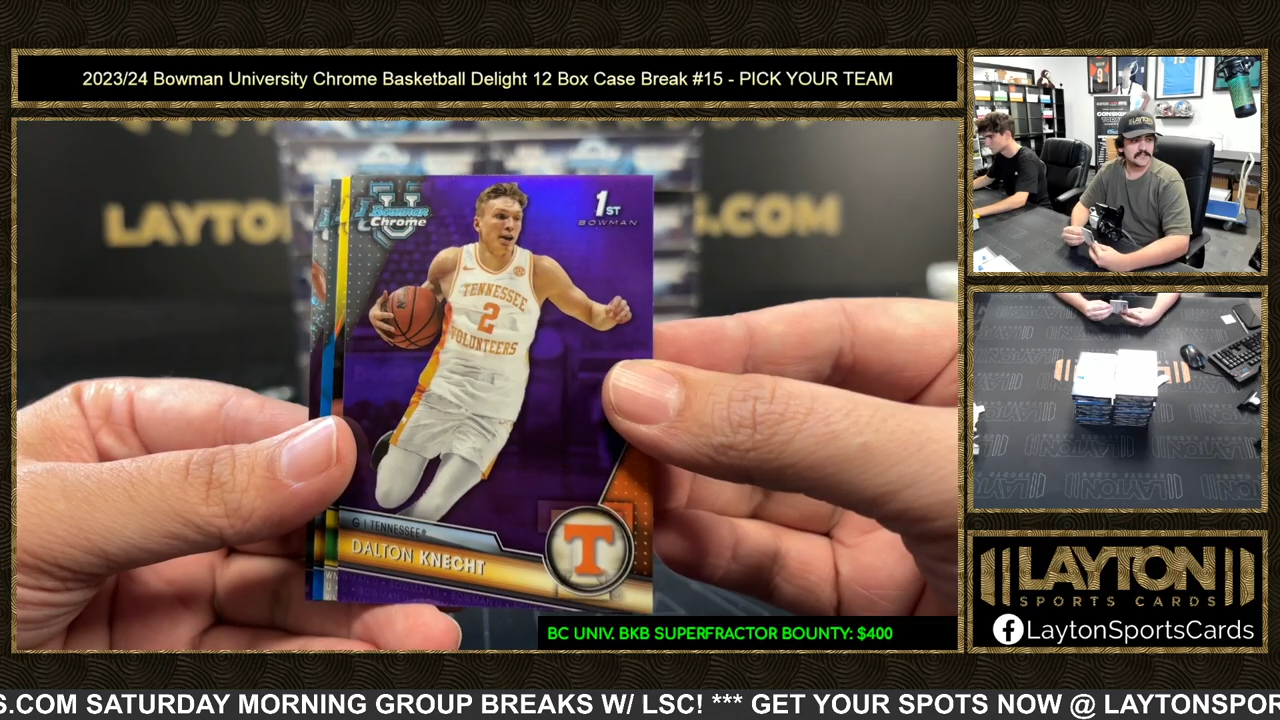 2023/24 Bowman University Chrome Basketball Delight 12 Box Case Break #15 - PICK YOUR TEAM
LAYTON
S.COM
Bowman
Chrome
1ST
BOWMAN
TENNESSEE
2
VOLUNTEERS
G | TENNESSEE
DALTON KNECHT
T
BC UNIV. BKB SUPERFRACTOR BOUNTY: $400
LAYTON
SPORTS CARDS
LaytonSportsCards
S.COM SATURDAY MORNING GROUP BREAKS W/ LSC! *** GET YOUR SPOTS NOW @ LAYTONSPOR